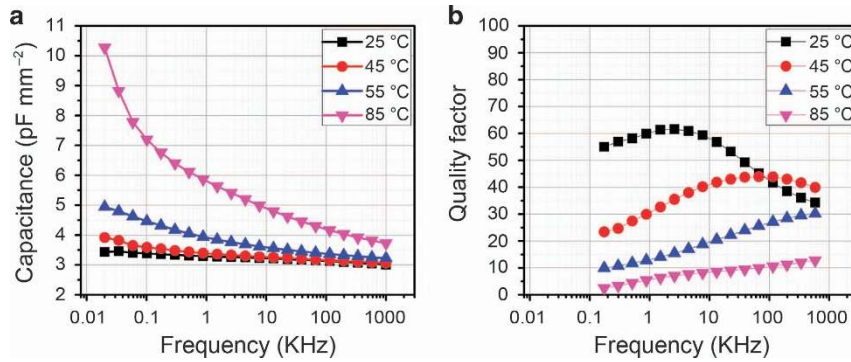 a
11
10
9
8
7
6
5
4
3
2
Capacitance (pF mm⁻²)
25 °C
45 °C
55 °C
85 °C
0.01 0.1 1 10 100 1000
Frequency (KHz)
b
100
90
80
70
60
50
40
30
20
10
0
Quality factor
25 °C
45 °C
55 °C
85 °C
0.01 0.1 1 10 100 1000
Frequency (KHz)